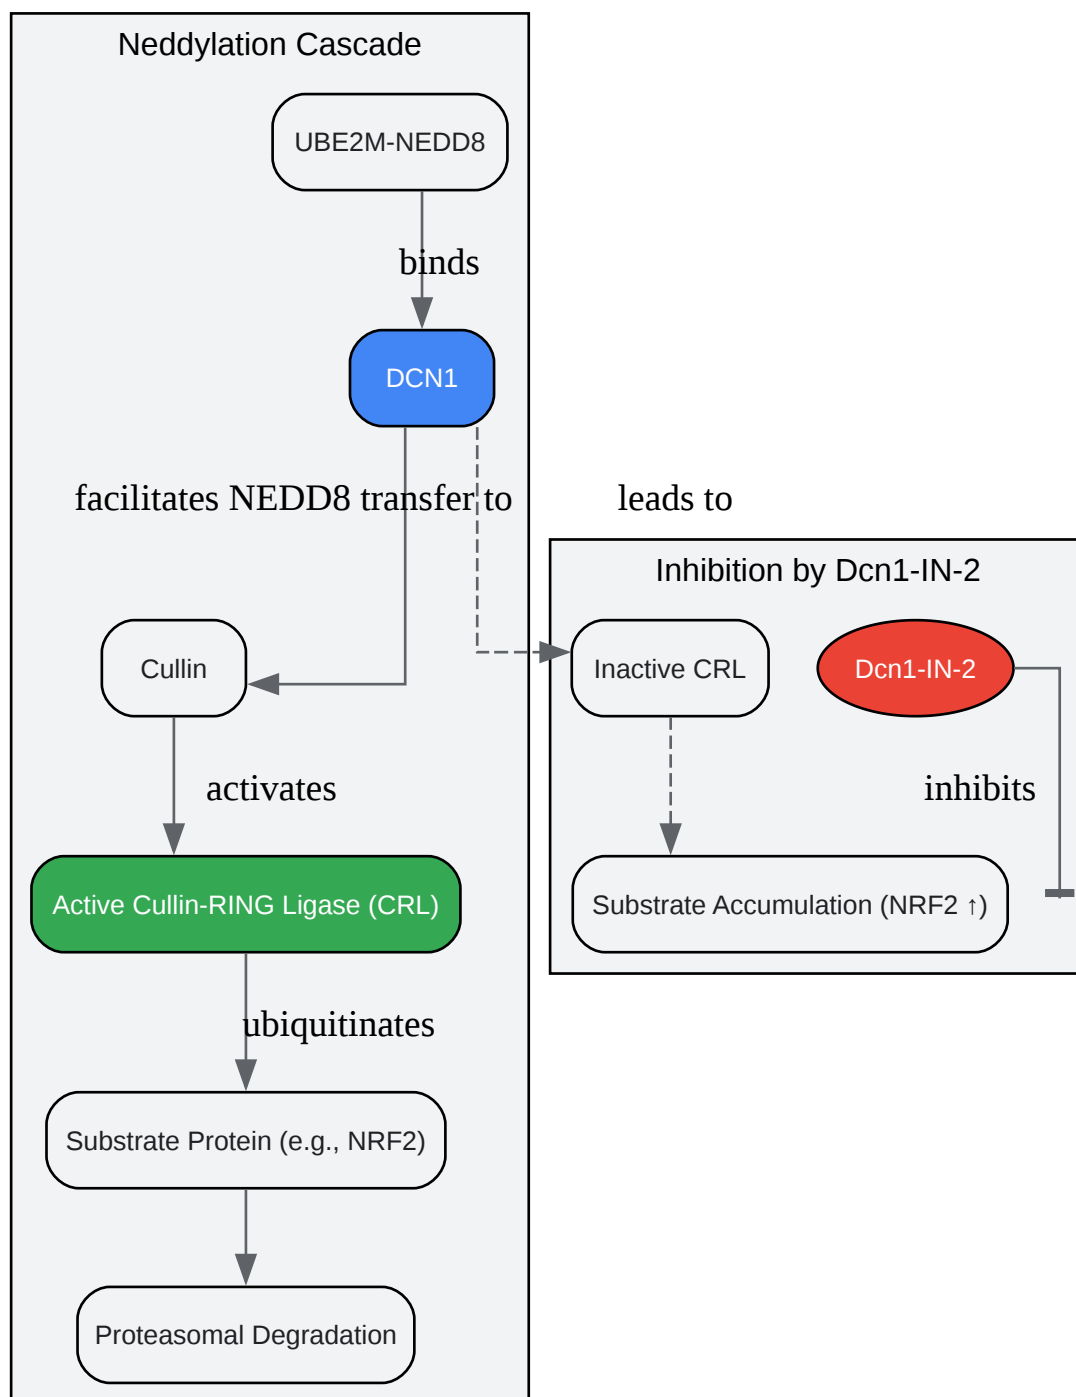 Neddylation Cascade
UBE2M-NEDD8
binds
DCN1
facilitates NEDD8 transfer to
leads to
Inhibition by Dcn1-IN-2
Cullin
Inactive CRL
Dcn1-IN-2
activates
inhibits
Active Cullin-RING Ligase (CRL)
Substrate Accumulation (NRF2 ↑)
ubiquitinates
Substrate Protein (e.g., NRF2)
Proteasomal Degradation